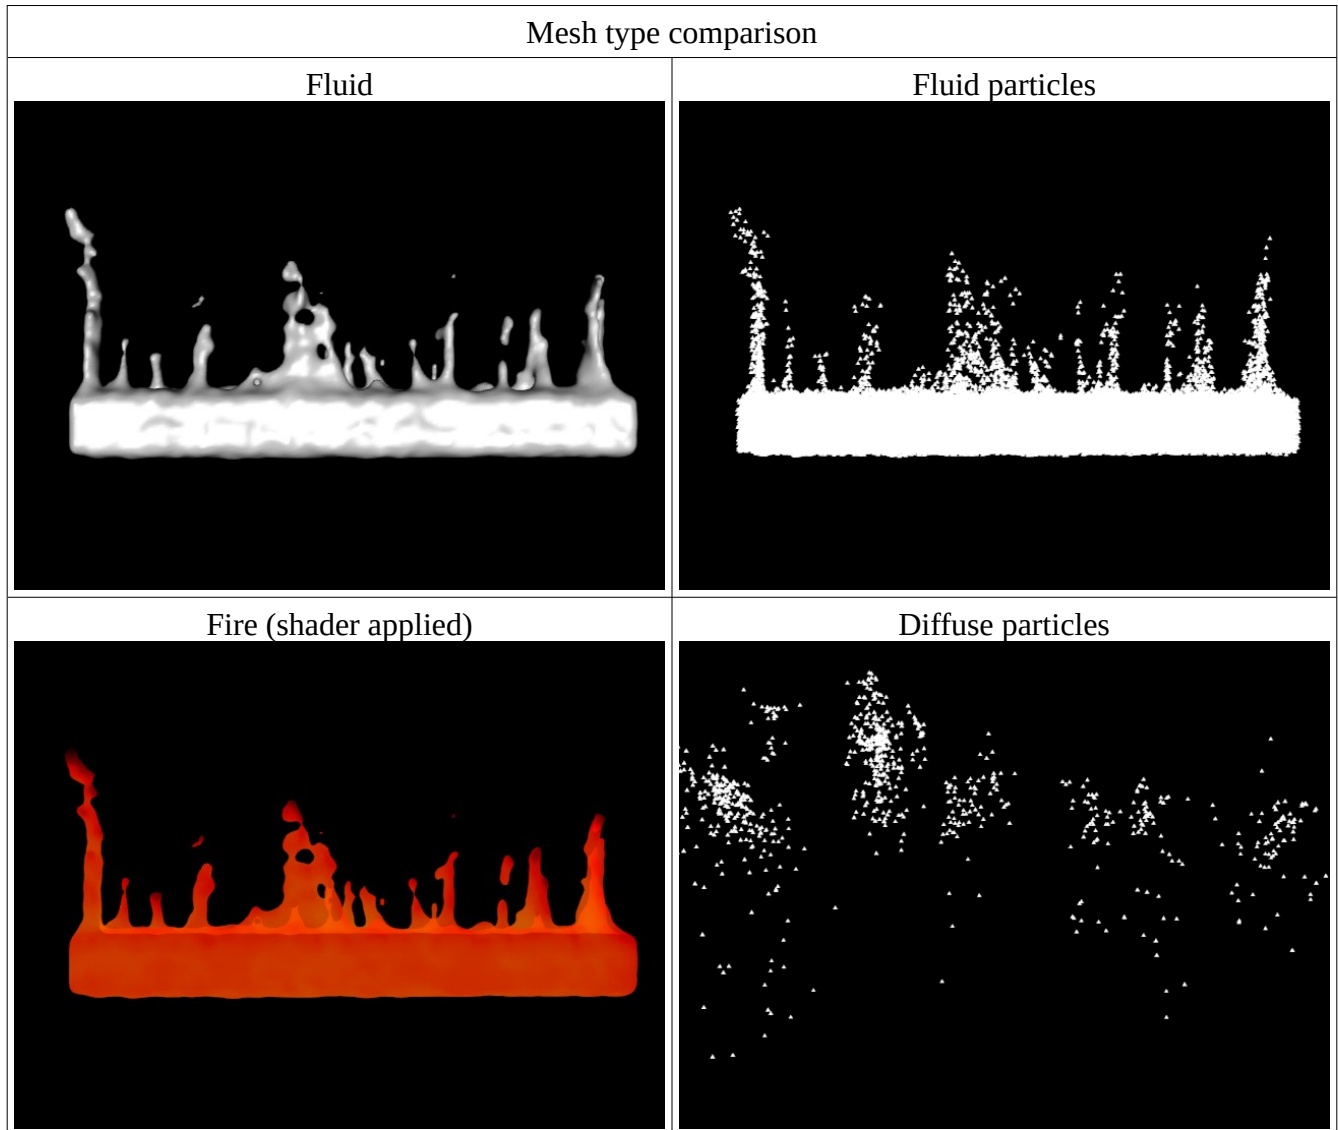 Mesh type comparison
Fluid
Fluid particles
Fire (shader applied)
Diffuse particles